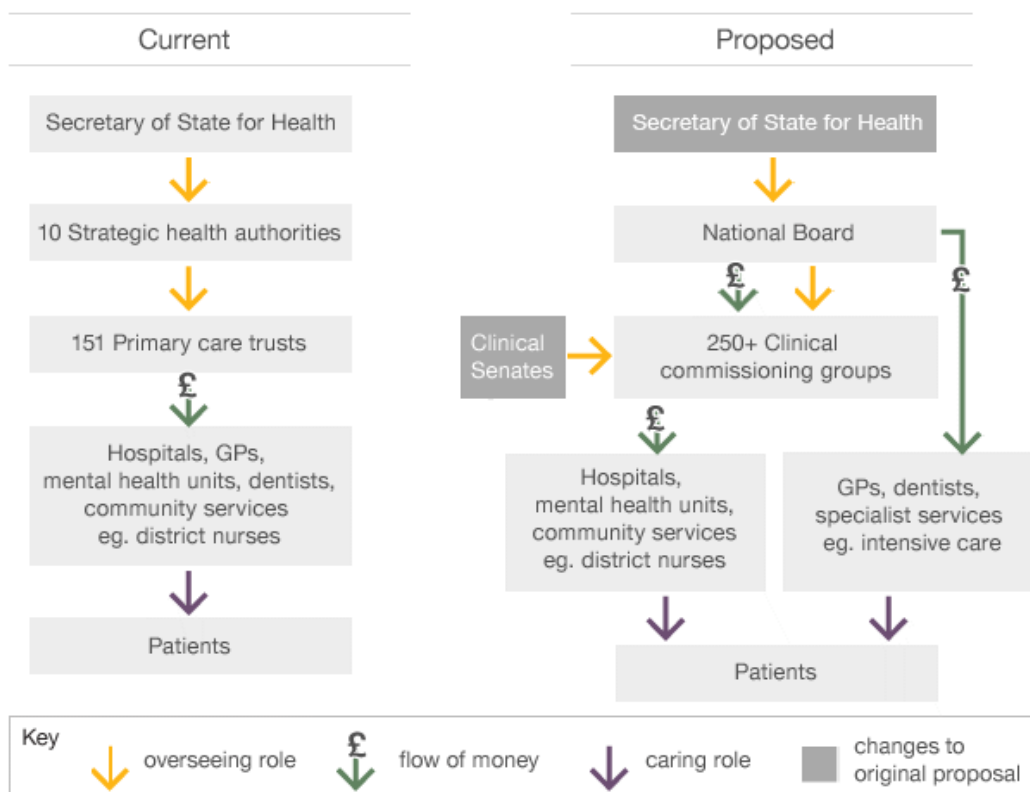 Current
Secretary of State for Health
10 Strategic health authorities
151 Primary care trusts
£
Hospitals, GPs,
mental health units, dentists,
community services
eg. district nurses
Patients
Proposed
Secretary of State for Health
National Board
£
£
Clinical
Senates
250+ Clinical
commissioning groups
£
Hospitals,
mental health units,
community services
eg. district nurses
GPs, dentists,
specialist services
eg. intensive care
Patients
Key
overseeing role
£
flow of money
caring role
changes to
original proposal